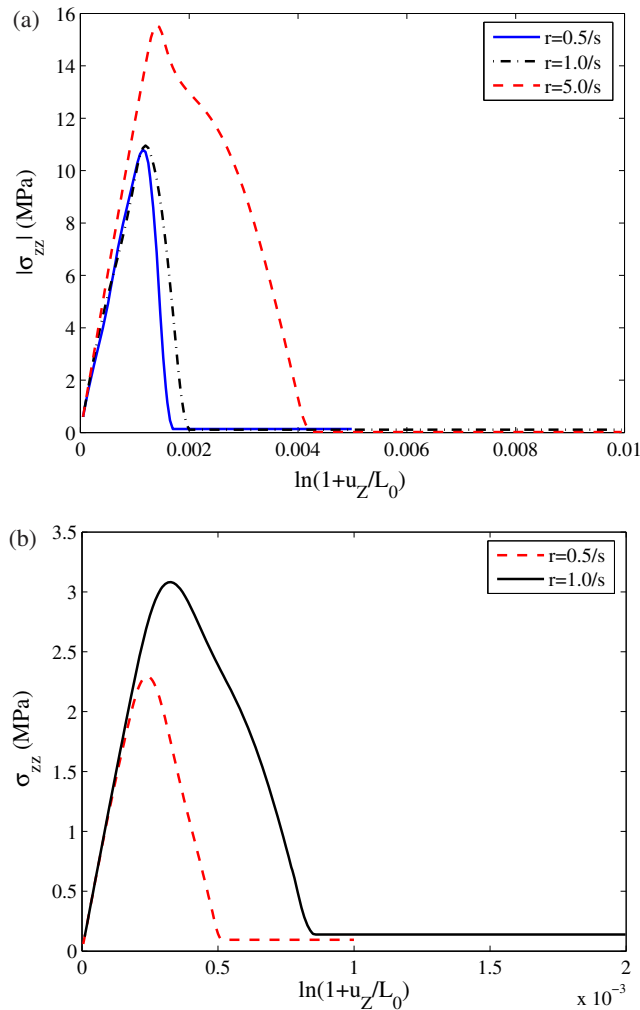 (a)
16
14
12
10
8
6
4
2
0
|σzz| (MPa)
r=0.5/s
r=1.0/s
r=5.0/s
0 0.002 0.004 0.006 0.008 0.01
ln(1+uZ/L0)
(b)
3.5
3
2.5
2
1.5
1
0.5
0
σzz (MPa)
r=0.5/s
r=1.0/s
0 0.5 1 1.5 2
ln(1+uZ/L0)
x 10⁻³